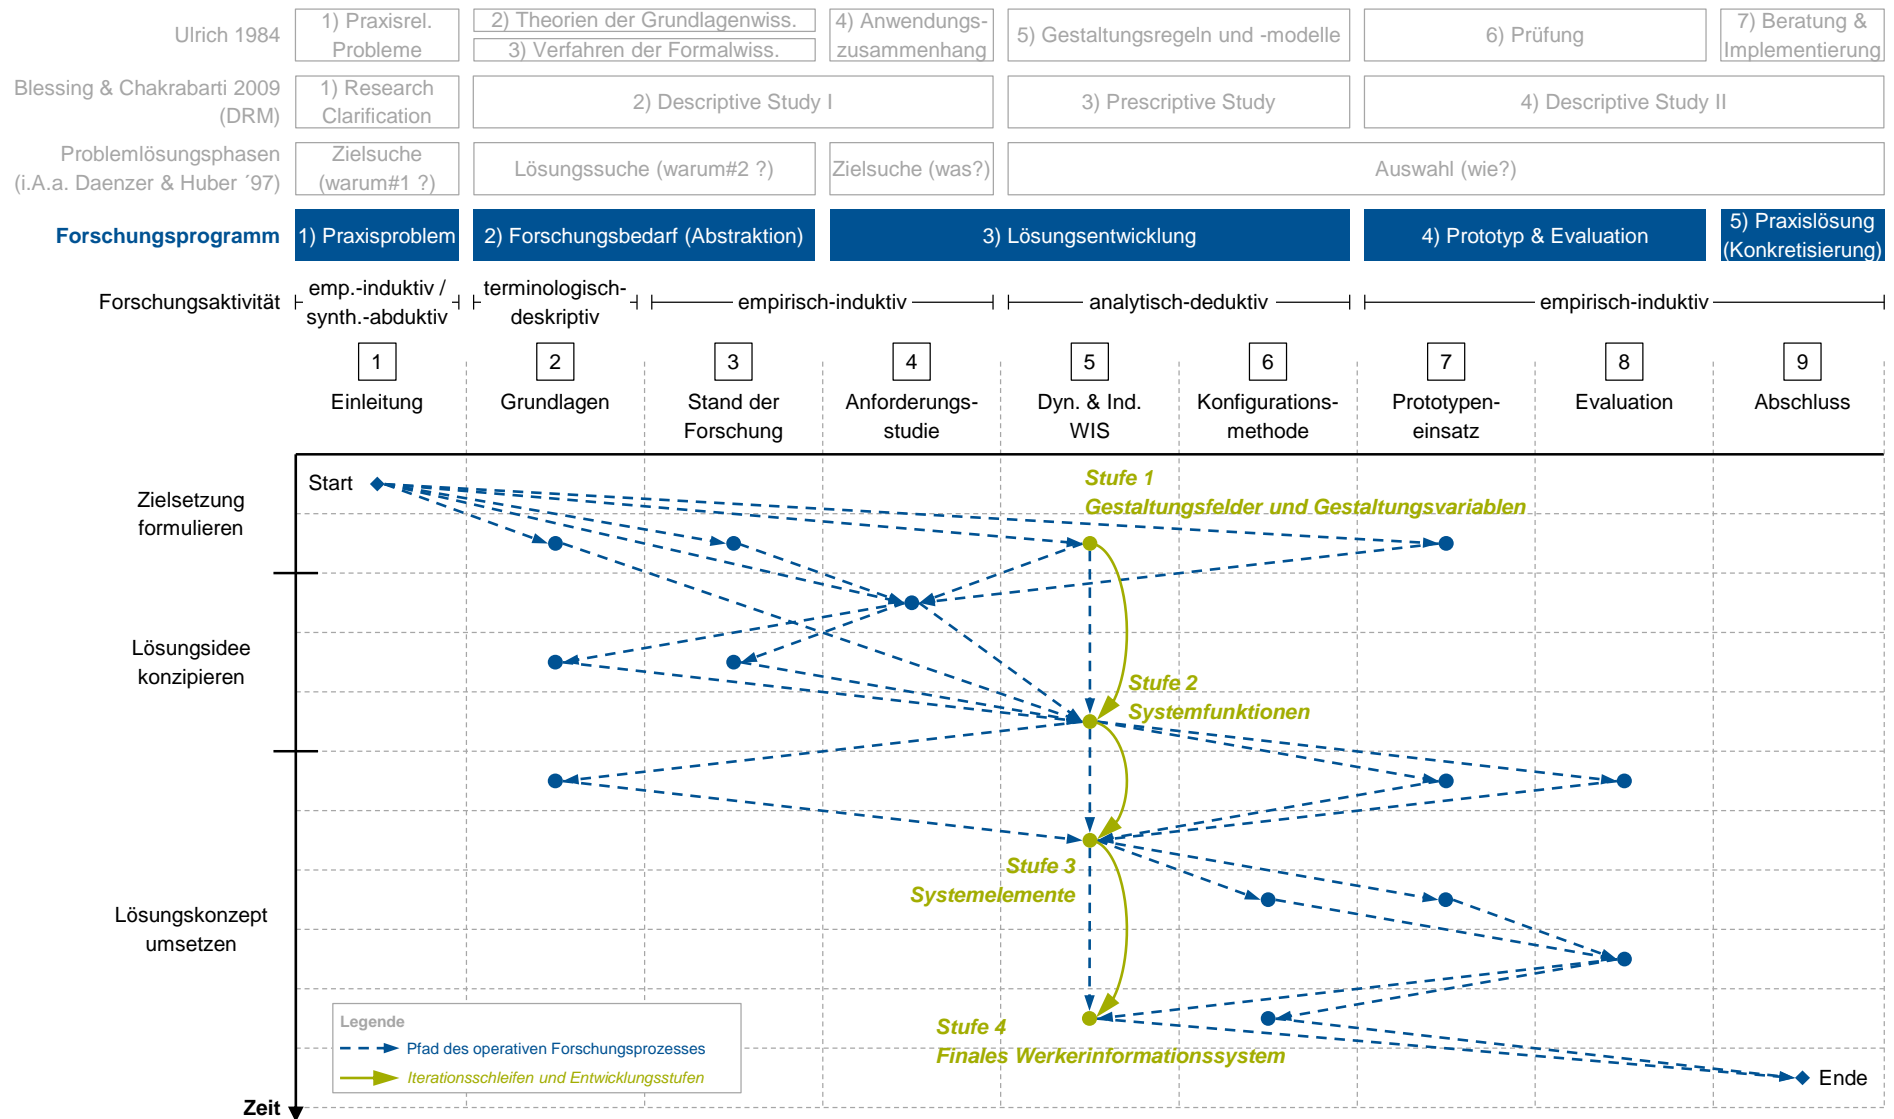 Ulrich 1984
1) Praxisrel.
Probleme
2) Theorien der Grundlagenwiss.
3) Verfahren der Formalwiss.
4) Anwendungs-
zusammenhang
5) Gestaltungsregeln und -modelle
6) Prüfung
7) Beratung &
Implementierung
Blessing & Chakrabarti 2009
(DRM)
1) Research
Clarification
2) Descriptive Study I
3) Prescriptive Study
4) Descriptive Study II
Problemlösungsphasen
(i.A.a. Daenzer & Huber ´97)
Zielsuche
(warum#1 ?)
Lösungssuche (warum#2 ?)
Zielsuche (was?)
Auswahl (wie?)
Forschungsprogramm
1) Praxisproblem
2) Forschungsbedarf (Abstraktion)
3) Lösungsentwicklung
4) Prototyp & Evaluation
5) Praxislösung
(Konkretisierung)
Forschungsaktivität
emp.-induktiv /
synth.-abduktiv
terminologisch-
deskriptiv
empirisch-induktiv
analytisch-deduktiv
empirisch-induktiv
1
2
3
4
5
6
7
8
9
Einleitung
Grundlagen
Stand der
Forschung
Anforderungs-
studie
Dyn. & Ind.
WIS
Konfigurations-
methode
Prototypen-
einsatz
Evaluation
Abschluss
Start
Zielsetzung
formulieren
Stufe 1
Gestaltungsfelder und Gestaltungsvariablen
Lösungsidee
konzipieren
Stufe 2
Systemfunktionen
Stufe 3
Systemelemente
Lösungskonzept
umsetzen
Stufe 4
Finales Werkerinformationssystem
Legende
Pfad des operativen Forschungsprozesses
Iterationsschleifen und Entwicklungsstufen
Ende
Zeit